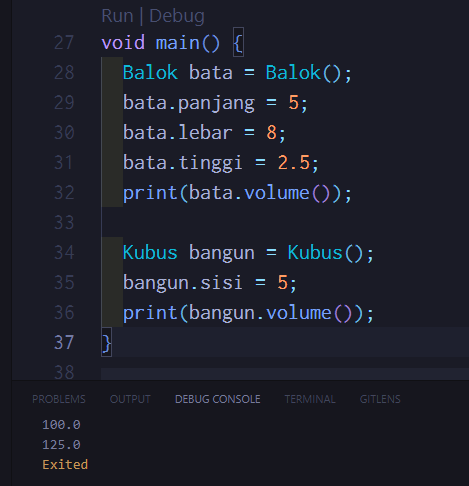 Run | Debug
27 void main() {
28 Balok bata = Balok();
29 bata.panjang = 5;
30 bata.lebar = 8;
31 bata.tinggi = 2.5;
32 print(bata.volume());
33
34 Kubus bangun = Kubus();
35 bangun.sisi = 5;
36 print(bangun.volume());
37 }
38
PROBLEMS OUTPUT DEBUG CONSOLE TERMINAL GITLENS
100.0
125.0
Exited